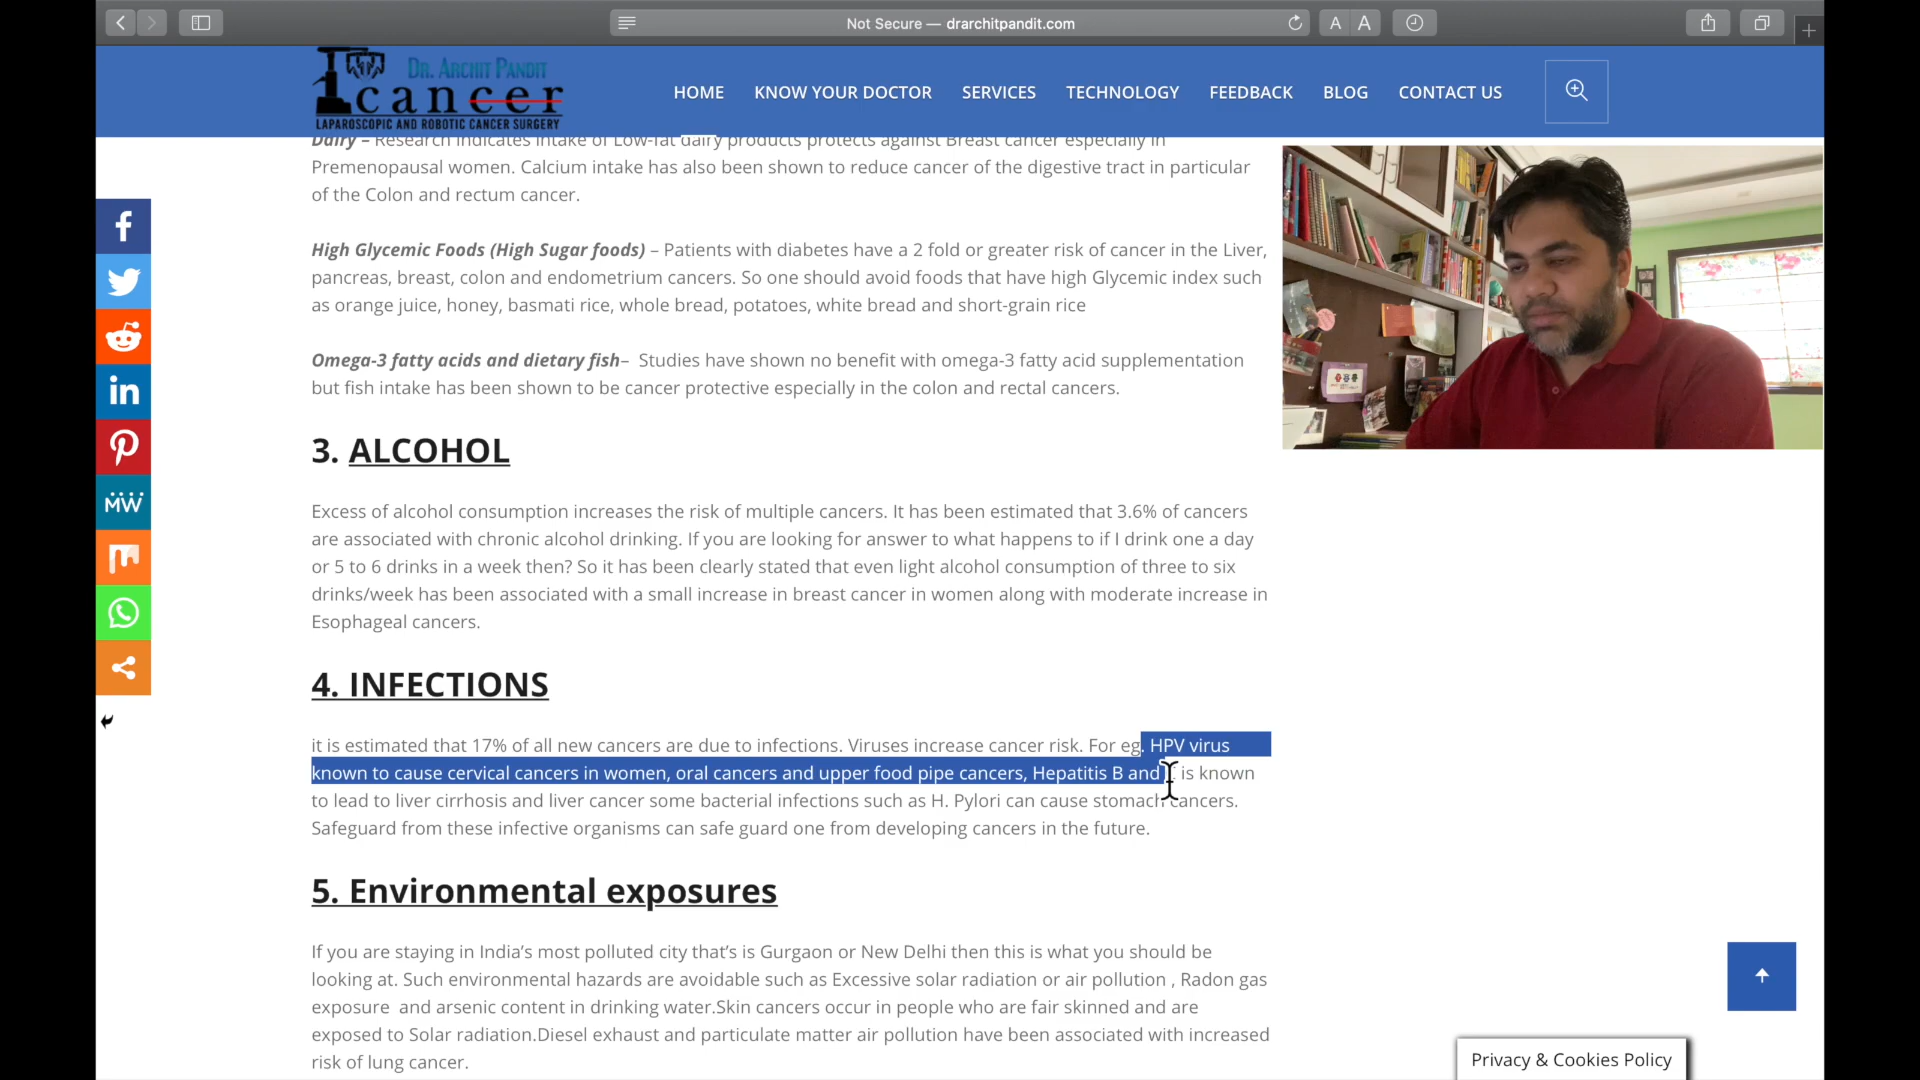 Not Secure — drarchitpandit.com
A A
DR. ARCHIT PANDIT
cancer
LAPAROSCOPIC AND ROBOTIC CANCER SURGERY
HOME KNOW YOUR DOCTOR SERVICES TECHNOLOGY FEEDBACK BLOG CONTACT US
Dairy – Research indicates intake of Low-fat dairy products protects against Breast cancer especially in
Premenopausal women. Calcium intake has also been shown to reduce cancer of the digestive tract in particular
of the Colon and rectum cancer.
High Glycemic Foods (High Sugar foods) – Patients with diabetes have a 2 fold or greater risk of cancer in the Liver,
pancreas, breast, colon and endometrium cancers. So one should avoid foods that have high Glycemic index such
as orange juice, honey, basmati rice, whole bread, potatoes, white bread and short-grain rice
Omega-3 fatty acids and dietary fish– Studies have shown no benefit with omega-3 fatty acid supplementation
but fish intake has been shown to be cancer protective especially in the colon and rectal cancers.
3. ALCOHOL
Excess of alcohol consumption increases the risk of multiple cancers. It has been estimated that 3.6% of cancers
are associated with chronic alcohol drinking. If you are looking for answer to what happens to if I drink one a day
or 5 to 6 drinks in a week then? So it has been clearly stated that even light alcohol consumption of three to six
drinks/week has been associated with a small increase in breast cancer in women along with moderate increase in
Esophageal cancers.
4. INFECTIONS
it is estimated that 17% of all new cancers are due to infections. Viruses increase cancer risk. For eg. HPV virus
known to cause cervical cancers in women, oral cancers and upper food pipe cancers, Hepatitis B and is known
to lead to liver cirrhosis and liver cancer some bacterial infections such as H. Pylori can cause stomach cancers.
Safeguard from these infective organisms can safe guard one from developing cancers in the future.
5. Environmental exposures
If you are staying in India’s most polluted city that’s is Gurgaon or New Delhi then this is what you should be
looking at. Such environmental hazards are avoidable such as Excessive solar radiation or air pollution , Radon gas
exposure and arsenic content in drinking water.Skin cancers occur in people who are fair skinned and are
exposed to Solar radiation.Diesel exhaust and particulate matter air pollution have been associated with increased
risk of lung cancer.
in
MW
Privacy & Cookies Policy